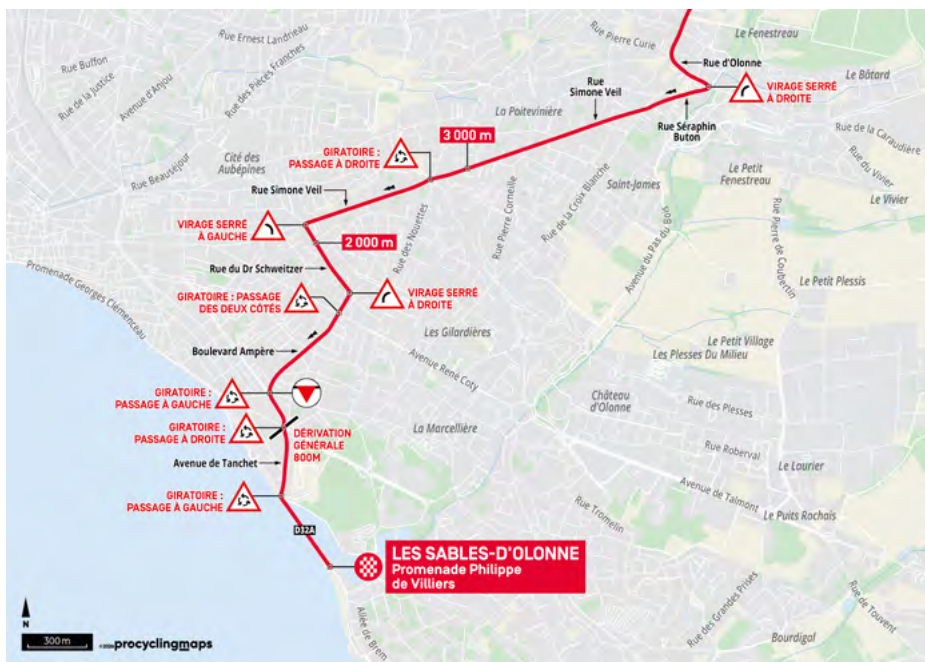 Rue Ernest Landrieau
Rue Pierre Curie
Le Fenestreau
Rue Buffon
Rue de la Justice
Avenue d'Anjou
Rue des Pièces Franches
Rue d'Olonne
Le Bâtard
Rue
Simone Veil
VIRAGE SERRÉ
À DROITE
La Poitevinière
Rue Séraphin
Buton
3 000 m
Rue de la Caraudière
GIRATOIRE :
PASSAGE À DROITE
Cité des
Aubépines
Rue Beauséjour
Rue du Vivier
Le Petit
Fenestreau
Saint-James
Rue de la Croix Blanche
Rue Simone Veil
Le Vivier
Rue Pierre Corneille
Rue des Nouettes
Rue Pierre de Coubertin
VIRAGE SERRÉ
À GAUCHE
2 000 m
Avenue du Pas du Bois
Rue du Dr Schweitzer
Promenade Georges Clemenceau
Le Petit Plessis
GIRATOIRE : PASSAGE
DES DEUX CÔTÉS
VIRAGE SERRÉ
À DROITE
Les Gilardières
Le Petit Village
Les Plesses Du Milieu
Boulevard Ampère
Avenue René Coty
GIRATOIRE :
PASSAGE À GAUCHE
Château
d'Olonne
Rue des Plesses
GIRATOIRE :
PASSAGE À DROITE
DÉRIVATION
GÉNÉRALE
800M
La Marcellière
Rue Roberval
Avenue de Tanchet
Le Laurier
Avenue de Talmont
GIRATOIRE :
PASSAGE À GAUCHE
Rue Tromelin
Le Puits Rochais
D32A
LES SABLES-D'OLONNE
Promenade Philippe
de Villiers
Rue des Grandes Prises
Rue de Touvent
Allée de Brem
Bourdigal
N
300 m
procyclingmaps